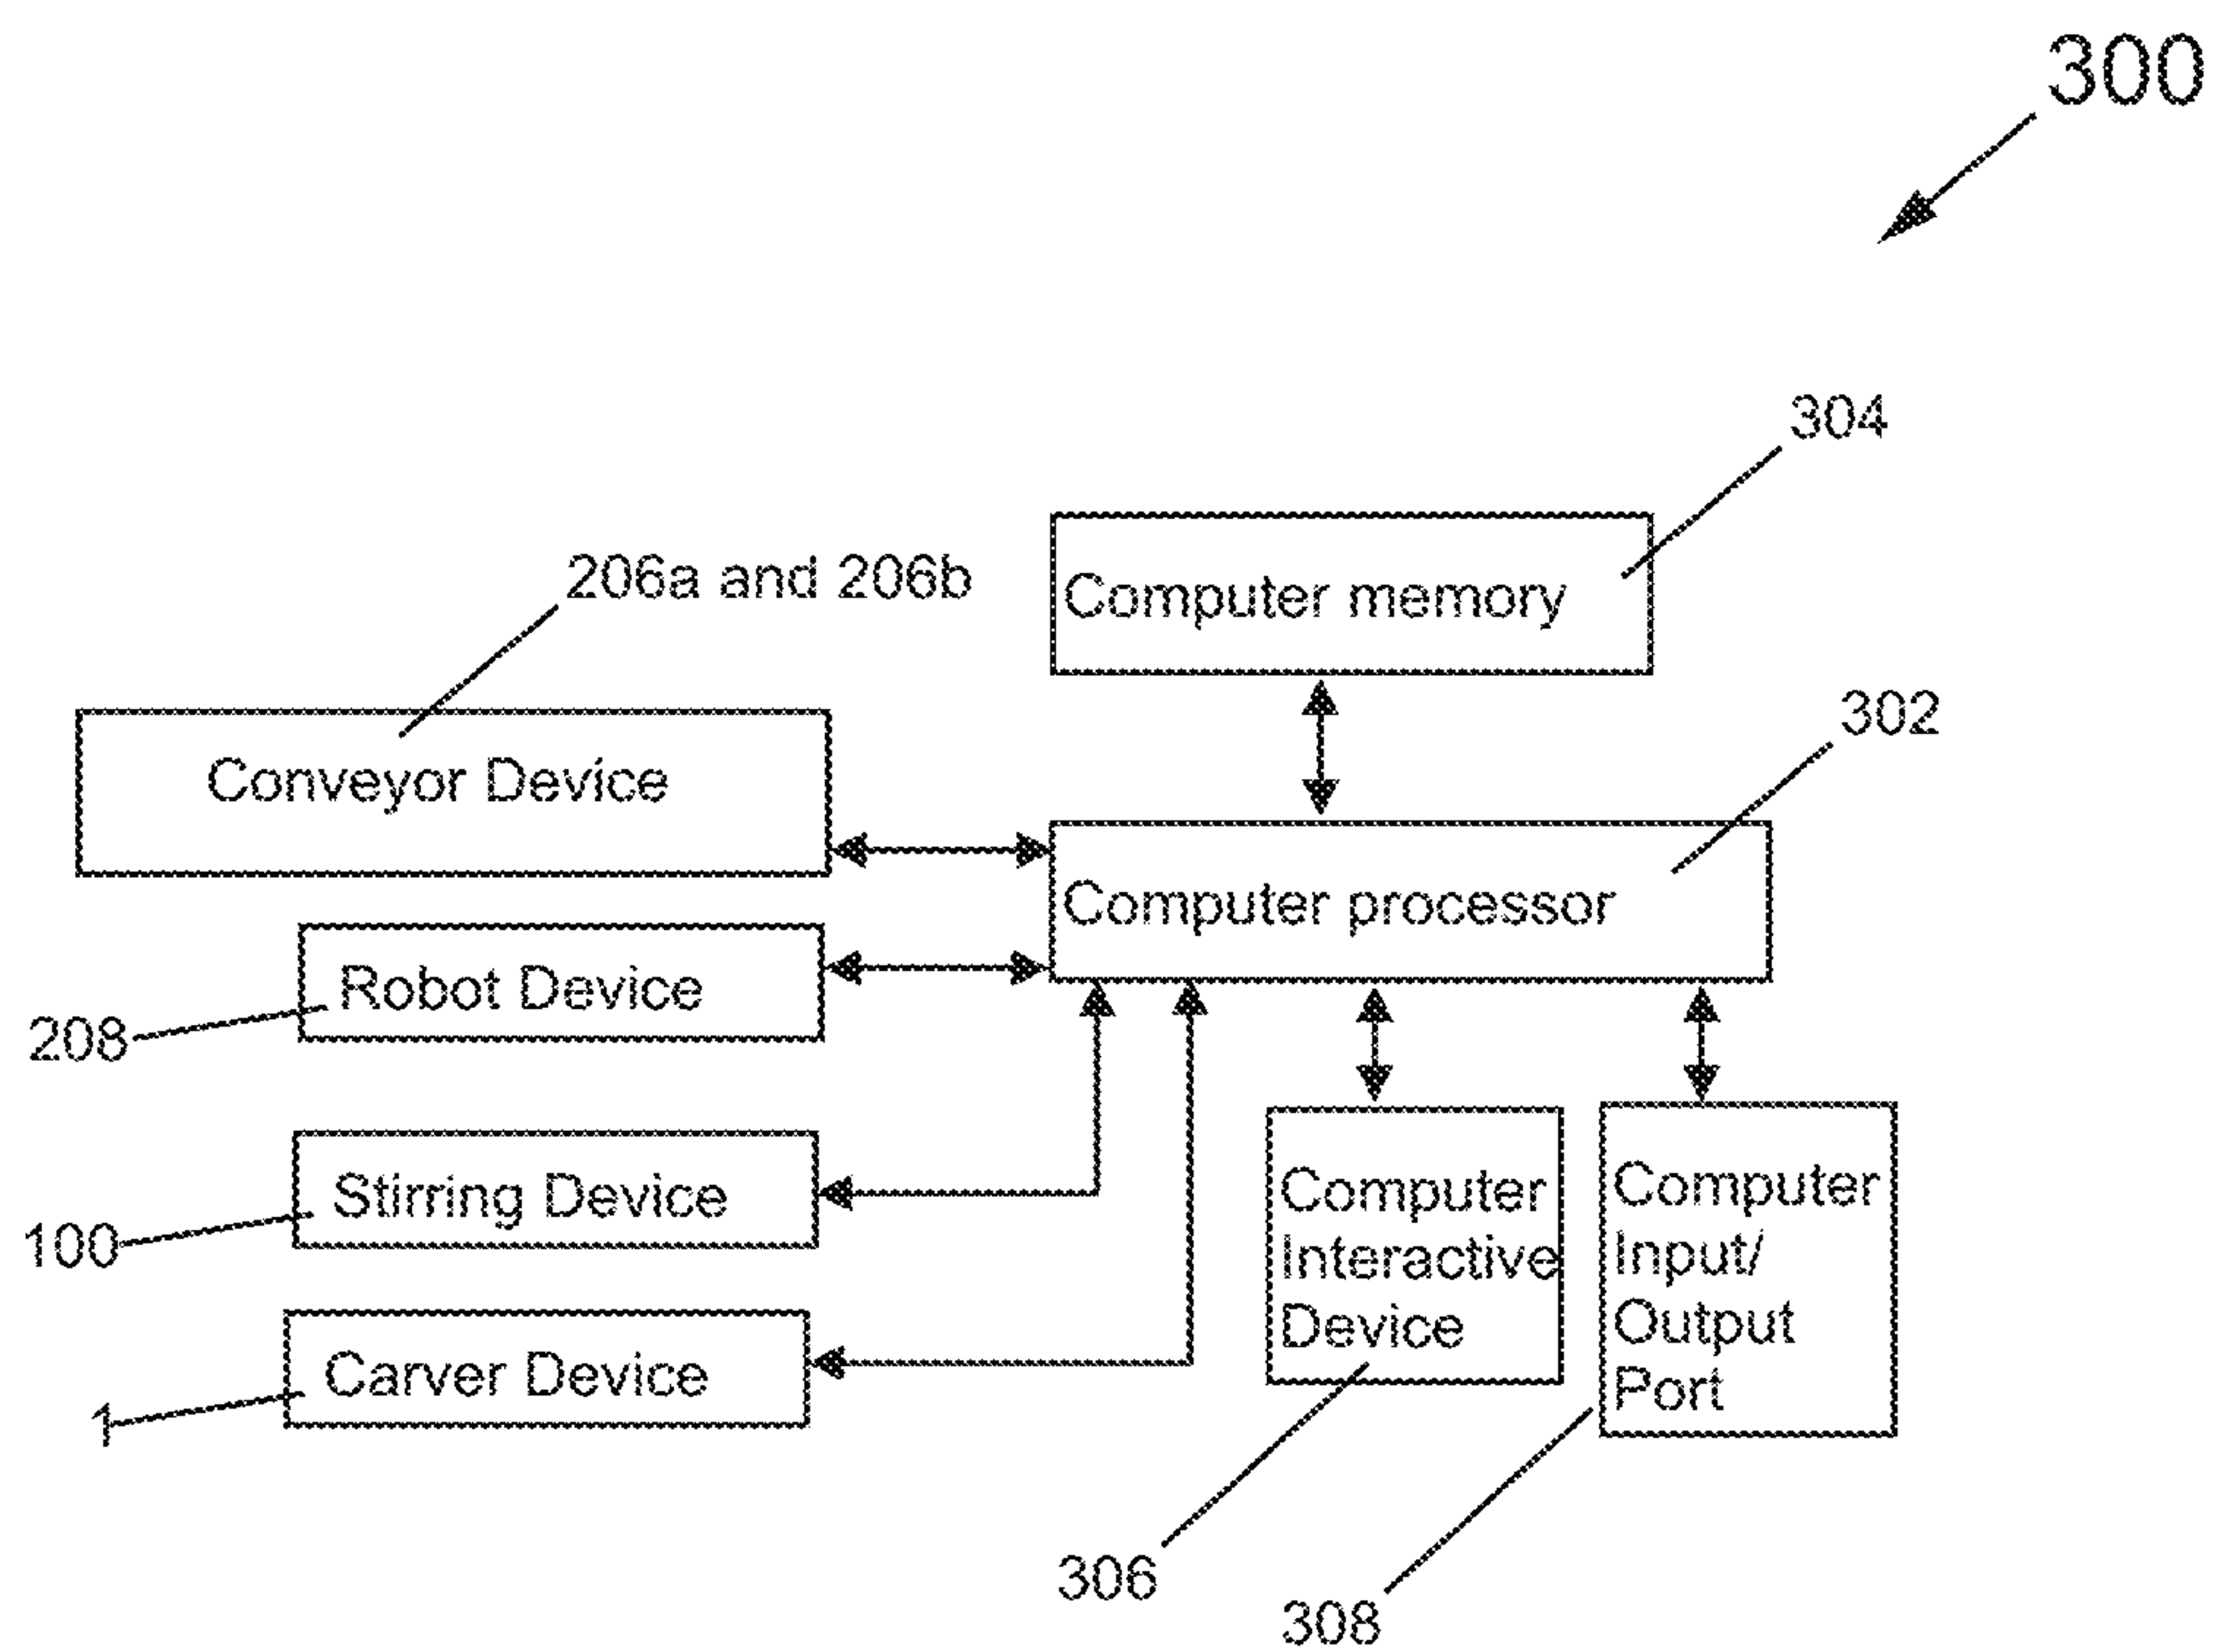 300
304
206a and 206b
Computer memory
302
Conveyor Device
Computer processor
Robot Device
208
Stirring Device
100
Computer
Interactive
Device
Computer
Input/
Output
Port
Carver Device
1
306
308